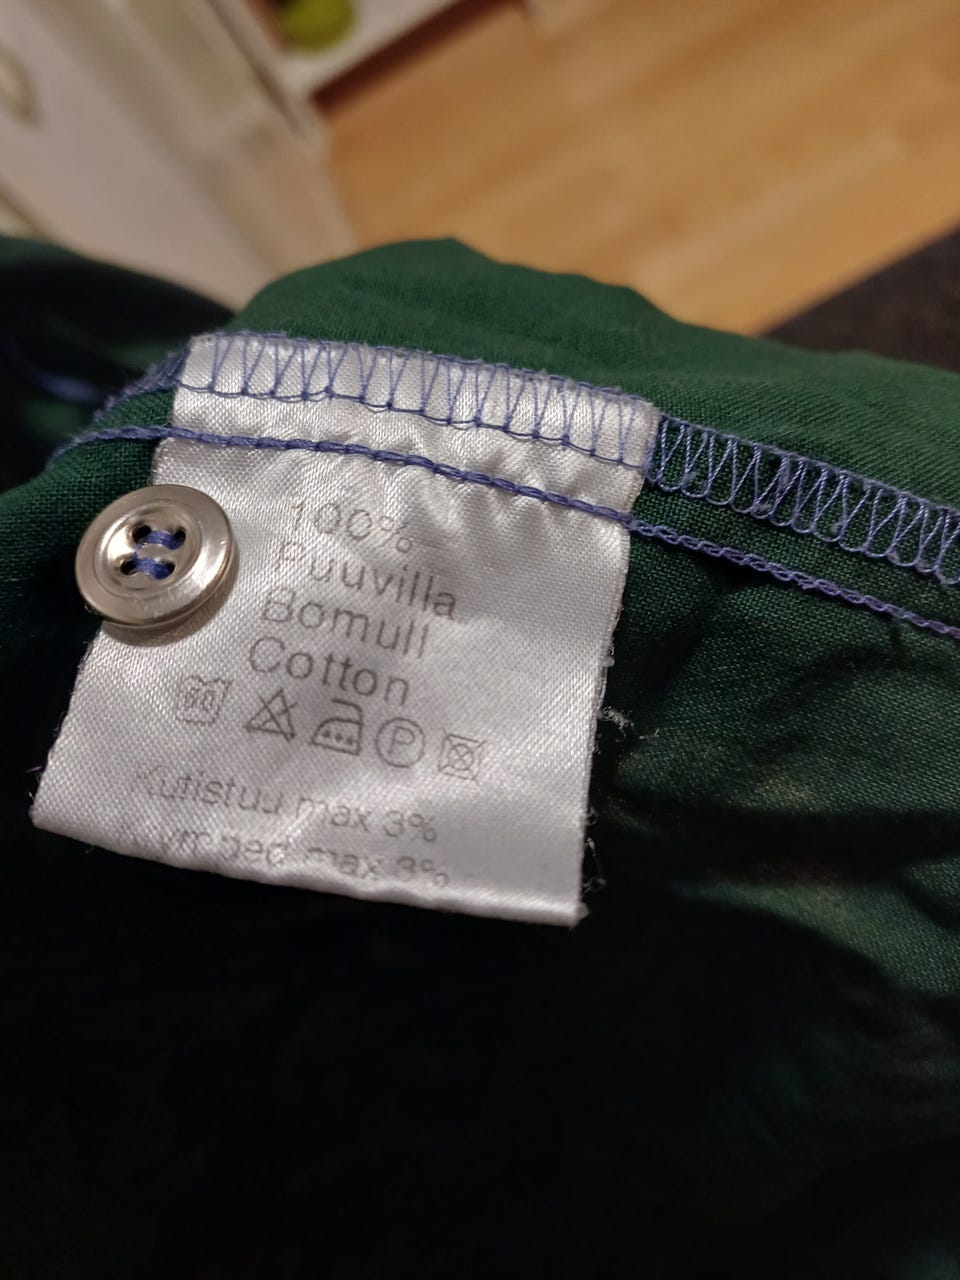 100%
Puuvilla
Bomull
Cotton
P
Kutistuu max 3%
max 3%